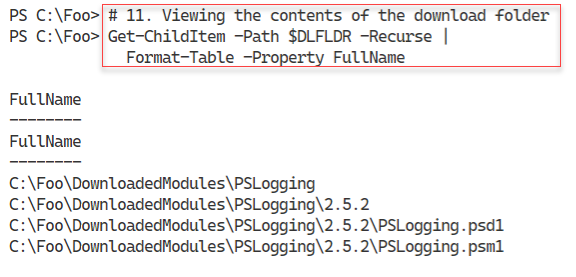 PS C:\Foo> # 11. Viewing the contents of the download folder
PS C:\Foo> Get-ChildItem -Path $DLFLDR -Recurse |
Format-Table -Property FullName
FullName
--------
FullName
--------
C:\Foo\DownloadedModules\PSLogging
C:\Foo\DownloadedModules\PSLogging\2.5.2
C:\Foo\DownloadedModules\PSLogging\2.5.2\PSLogging.psd1
C:\Foo\DownloadedModules\PSLogging\2.5.2\PSLogging.psm1